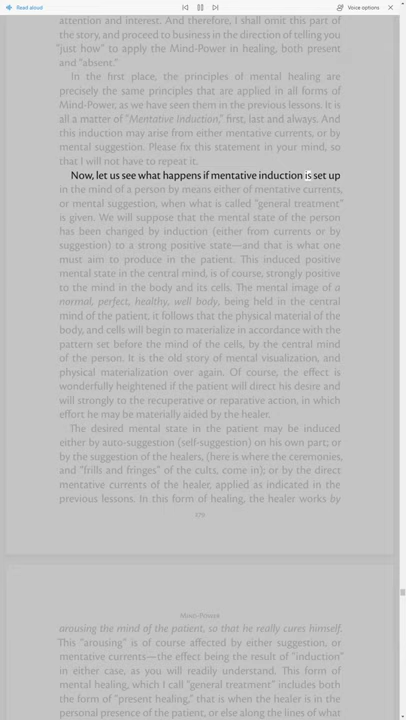 Read aloud
Voice options
attention and interest. And therefore, I shall omit this part of
the story, and proceed to business in the direction of telling you
"just how" to apply the Mind-Power in healing, both present
and "absent."
In the first place, the principles of mental healing are
precisely the same principles that are applied in all forms of
Mind-Power, as we have seen them in the previous lessons. It is
all a matter of "Mentative Induction," first, last and always. And
this induction may arise from either mentative currents, or by
mental suggestion. Please fix this statement in your mind, so
that I will not have to repeat it.
Now, let us see what happens if mentative induction is set up
in the mind of a person by means either of mentative currents,
or mental suggestion, when what is called "general treatment"
is given. We will suppose that the mental state of the person
has been changed by induction (either from currents or by
suggestion) to a strong positive state—and that is what one
must aim to produce in the patient. This induced positive
mental state in the central mind, is of course, strongly positive
to the mind in the body and its cells. The mental image of a
normal, perfect, healthy, well body, being held in the central
mind of the patient, it follows that the physical material of the
body, and cells will begin to materialize in accordance with the
pattern set before the mind of the cells, by the central mind
of the person. It is the old story of mental visualization, and
physical materialization over again. Of course, the effect is
wonderfully heightened if the patient will direct his desire and
will strongly to the recuperative or reparative action, in which
effort he may be materially aided by the healer.
The desired mental state in the patient may be induced
either by auto-suggestion (self-suggestion) on his own part; or
by the suggestion of the healers, (here is where the ceremonies,
and "frills and fringes" of the cults, come in); or by the direct
mentative currents of the healer, applied as indicated in the
previous lessons. In this form of healing, the healer works by
279
Mind-Power
arousing the mind of the patient, so that he really cures himself.
This "arousing" is of course affected by either suggestion, or
mentative currents—the effect being the result of "induction"
in either case, as you will readily understand. This form of
mental healing, which I call "general treatment" includes both
the form of "present healing," that is when the healer is in the
personal presence of the patient, or else along the lines of what